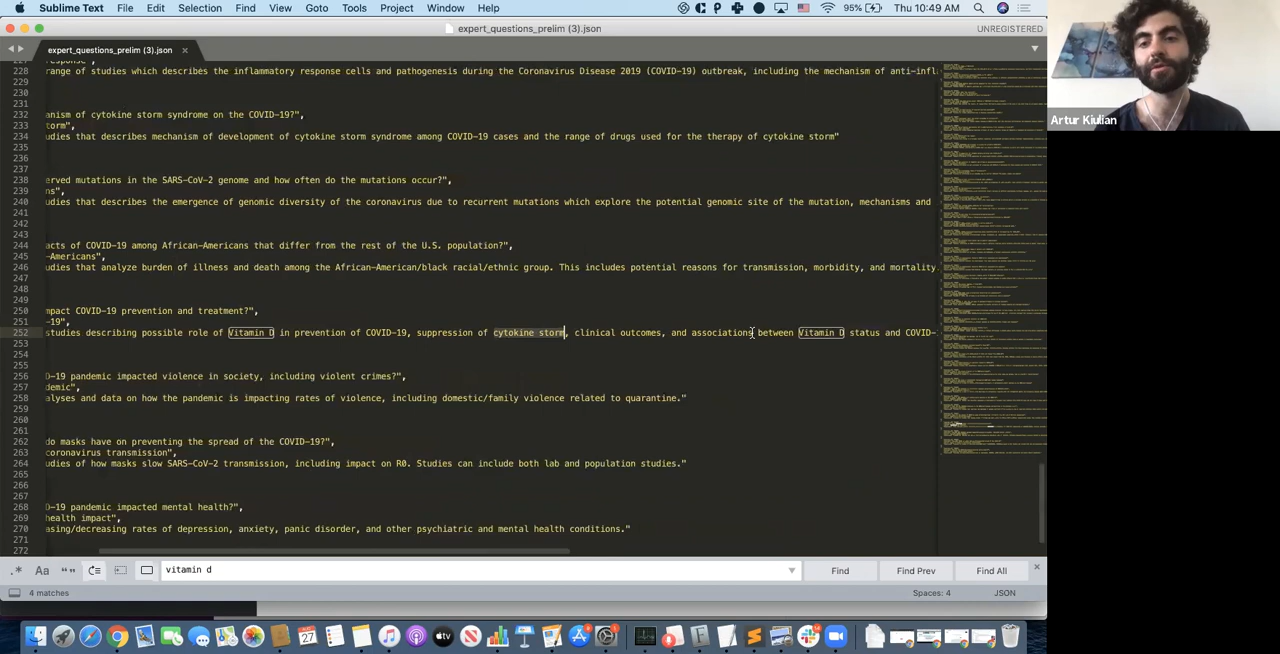 Sublime Text File Edit Selection Find View Goto Tools Project Window Help 95% Thu 10:49 AM
expert_questions_prelim (3).json UNREGISTERED
expert_questions_prelim (3).json
228 range of studies which describes the inflammatory response cells and pathogenesis during the Coronavirus Disease 2019 (COVID-19) outbreak, including the mechanism of anti-infl
229
230
231
232 anism of cytokine storm syndrome on the COVID-19?",
233 orm",
234 tudies that describes mechanism of development of cytokine storm syndrome among COVID-19 cases and the range of drugs used for the therapy of cytokine storm"
235
236
237
238 erved mutations in the SARS-CoV-2 genome and how often do the mutations occur?",
239 ns",
240 tudies that describes the emergence of genomic diversity of the coronavirus due to recurrent mutations which explore the potential genomic site of the mutation, mechanisms and
241
242
243
244 acts of COVID-19 among African-Americans that differ from the rest of the U.S. population?",
245 -Americans",
246 udies that analyze burden of illness and death among the African-American/black racial/ethnic group. This includes potential reasons for transmission, morbidity, and mortality
247
248
249
250 mpact COVID-19 prevention and treatment?",
251 -19",
252 studies describing possible role of Vitamin D in prevention of COVID-19, suppression of cytokine storm, clinical outcomes, and associations between Vitamin D status and COVID-
253
254
255
256 D-19 pandemic impacted violence in society, including violent crimes?",
257 demic",
258 alyses and data on how the pandemic is impacting rates of violence, including domestic/family violence related to quarantine."
259
260
261
262 do masks have on preventing the spread of the COVID-19?",
263 coronavirus transmission",
264 udies of how masks slow SARS-CoV-2 transmission, including impact on R0. Studies can include both lab and population studies."
265
266
267
268 D-19 pandemic impacted mental health?",
269 health impact",
270 asing/decreasing rates of depression, anxiety, panic disorder, and other psychiatric and mental health conditions."
271
272
vitamin d Find Find Prev Find All
4 matches Spaces: 4 JSON
Artur Kiulian